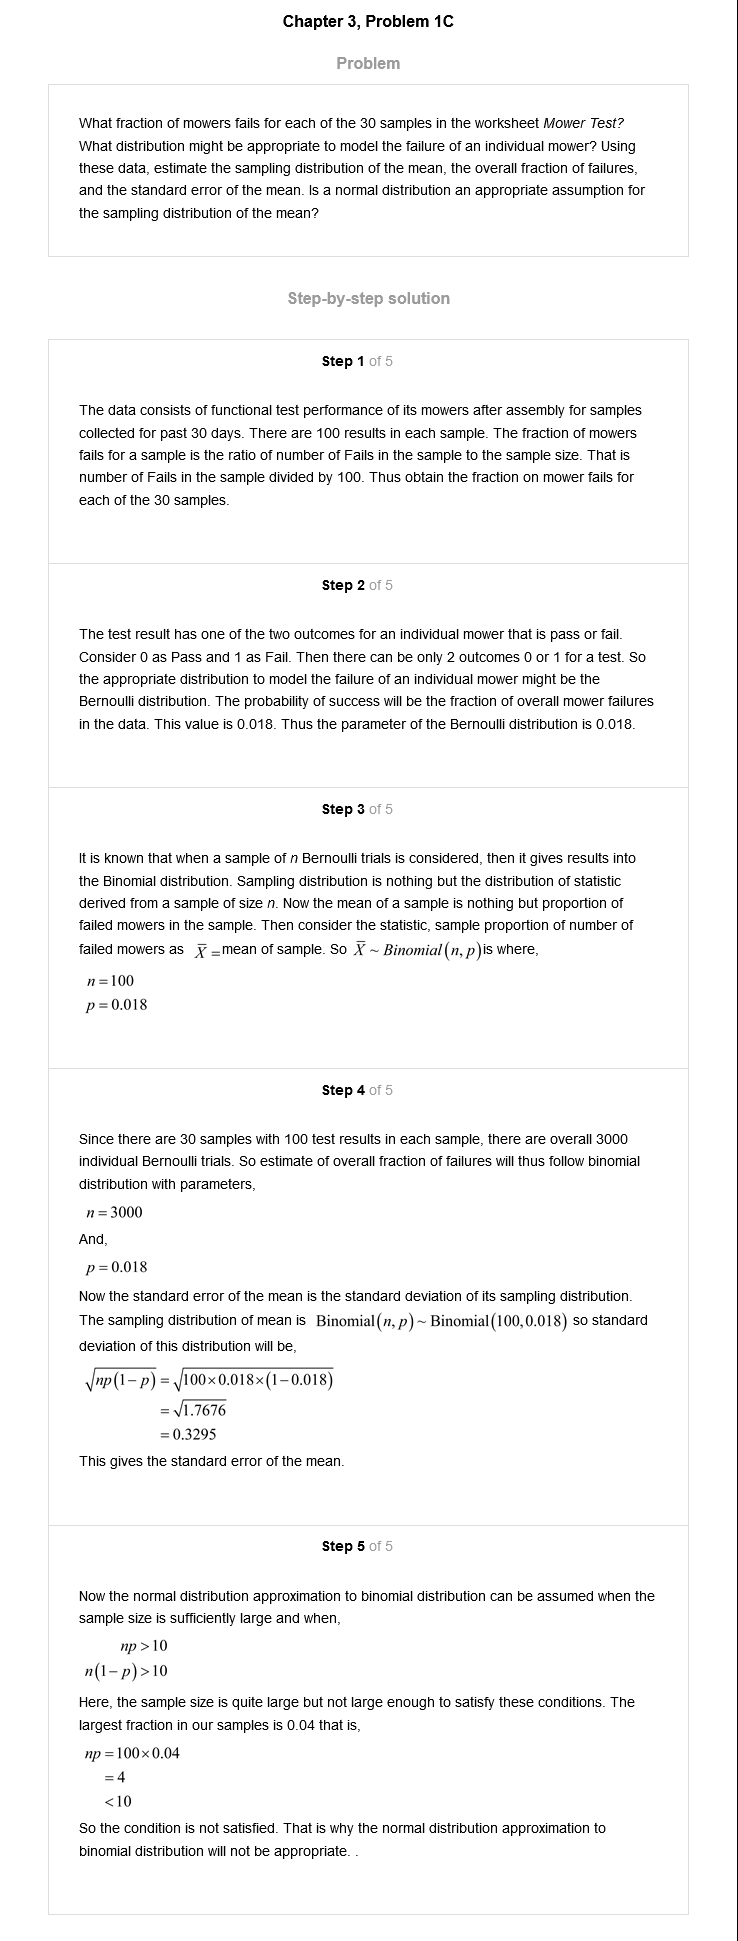 Chapter 3, Problem 1C
Problem
What fraction of mowers fails for each of the 30 samples in the worksheet Mower Test?
What distribution might be appropriate to model the failure of an individual mower? Using
these data, estimate the sampling distribution of the mean, the overall fraction of failures,
and the standard error of the mean. Is a normal distribution an appropriate assumption for
the sampling distribution of the mean?
Step-by-step solution
Step 1 of 5
The data consists of functional test performance of its mowers after assembly for samples
collected for past 30 days. There are 100 results in each sample. The fraction of mowers
fails for a sample is the ratio of number of Fails in the sample to the sample size. That is
number of Fails in the sample divided by 100. Thus obtain the fraction on mower fails for
each of the 30 samples.
Step 2 of 5
The test result has one of the two outcomes for an individual mower that is pass or fail.
Consider 0 as Pass and 1 as Fail. Then there can be only 2 outcomes 0 or 1 for a test. So
the appropriate distribution to model the failure of an individual mower might be the
Bernoulli distribution. The probability of success will be the fraction of overall mower failures
in the data. This value is 0.018. Thus the parameter of the Bernoulli distribution is 0.018.
Step 3 of 5
It is known that when a sample of n Bernoulli trials is considered, then it gives results into
the Binomial distribution. Sampling distribution is nothing but the distribution of statistic
derived from a sample of size n. Now the mean of a sample is nothing but proportion of
failed mowers in the sample. Then consider the statistic, sample proportion of number of
failed mowers as X̅ =mean of sample. So X̅ ~ Binomial(n, p)is where,
n = 100
p = 0.018
Step 4 of 5
Since there are 30 samples with 100 test results in each sample, there are overall 3000
individual Bernoulli trials. So estimate of overall fraction of failures will thus follow binomial
distribution with parameters,
n = 3000
And,
p = 0.018
Now the standard error of the mean is the standard deviation of its sampling distribution.
The sampling distribution of mean is Binomial(n, p) ~ Binomial(100,0.018) so standard
deviation of this distribution will be,
√np(1−p) = √100×0.018×(1−0.018)
= √1.7676
= 0.3295
This gives the standard error of the mean.
Step 5 of 5
Now the normal distribution approximation to binomial distribution can be assumed when the
sample size is sufficiently large and when,
np > 10
n(1−p) > 10
Here, the sample size is quite large but not large enough to satisfy these conditions. The
largest fraction in our samples is 0.04 that is,
np = 100×0.04
= 4
< 10
So the condition is not satisfied. That is why the normal distribution approximation to
binomial distribution will not be appropriate. .